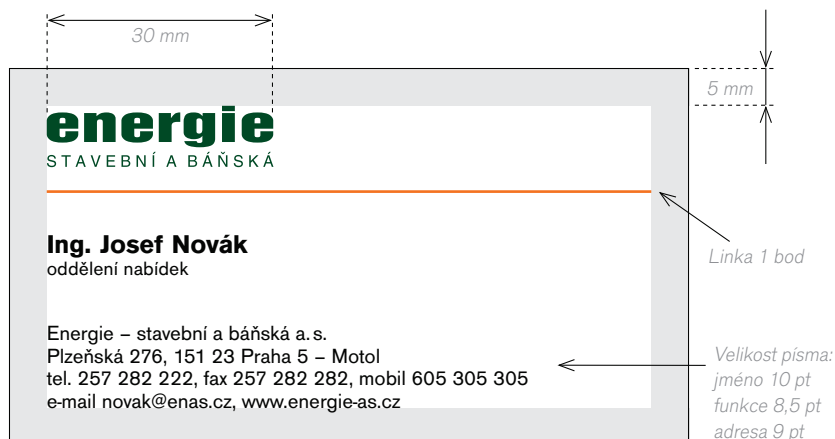 30 mm
5 mm
energie
STAVEBNÍ A BÁŇSKÁ
Linka 1 bod
Ing. Josef Novák
oddělení nabídek
Energie – stavební a báňská a. s.
Plzeňská 276, 151 23 Praha 5 – Motol
tel. 257 282 222, fax 257 282 282, mobil 605 305 305
e-mail novak@enas.cz, www.energie-as.cz
Velikost písma:
jméno 10 pt
funkce 8,5 pt
adresa 9 pt